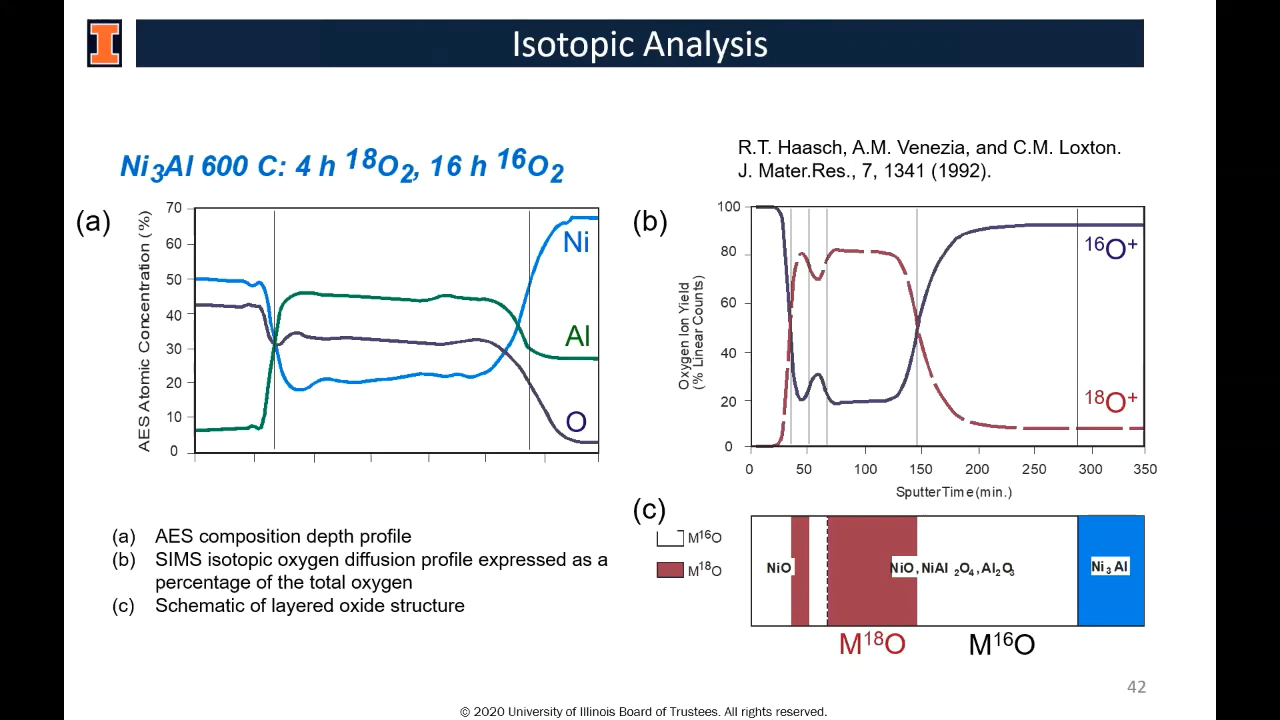 Isotopic Analysis
Ni3Al 600 C: 4 h 18O2, 16 h 16O2
R.T. Haasch, A.M. Venezia, and C.M. Loxton.
J. Mater.Res., 7, 1341 (1992).
(a)
AES Atomic Concentration (%)
70
60
50
40
30
20
10
0
Ni
Al
O
(b)
Oxygen Ion Yield
(% Linear Counts)
100
80
60
40
20
0
16O+
18O+
0 50 100 150 200 250 300 350
Sputter Time (min.)
(a) AES composition depth profile
(b) SIMS isotopic oxygen diffusion profile expressed as a
percentage of the total oxygen
(c) Schematic of layered oxide structure
(c)
M16O
M18O
NiO
NiO, NiAl2O4, Al2O3
Ni3Al
M18O
M16O
42
© 2020 University of Illinois Board of Trustees. All rights reserved.